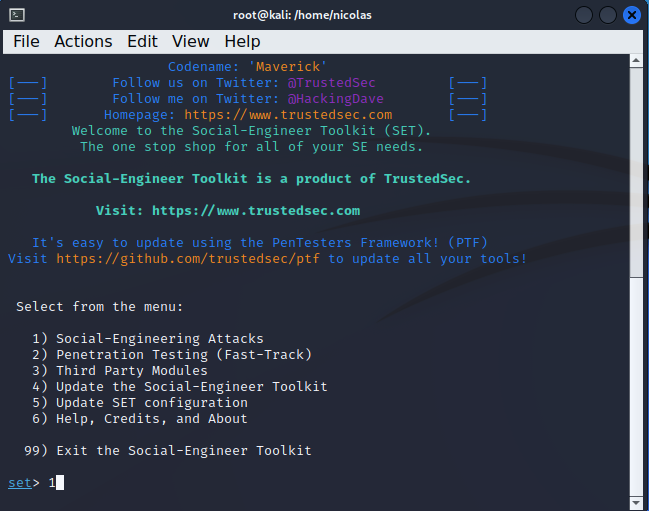 root@kali: /home/nicolas
File Actions Edit View Help
Codename: 'Maverick'
[---] Follow us on Twitter: @TrustedSec [---]
[---] Follow me on Twitter: @HackingDave [---]
[---] Homepage: https://www.trustedsec.com [---]
Welcome to the Social-Engineer Toolkit (SET).
The one stop shop for all of your SE needs.
The Social-Engineer Toolkit is a product of TrustedSec.
Visit: https://www.trustedsec.com
It's easy to update using the PenTesters Framework! (PTF)
Visit https://github.com/trustedsec/ptf to update all your tools!
Select from the menu:
1) Social-Engineering Attacks
2) Penetration Testing (Fast-Track)
3) Third Party Modules
4) Update the Social-Engineer Toolkit
5) Update SET configuration
6) Help, Credits, and About
99) Exit the Social-Engineer Toolkit
set> 1